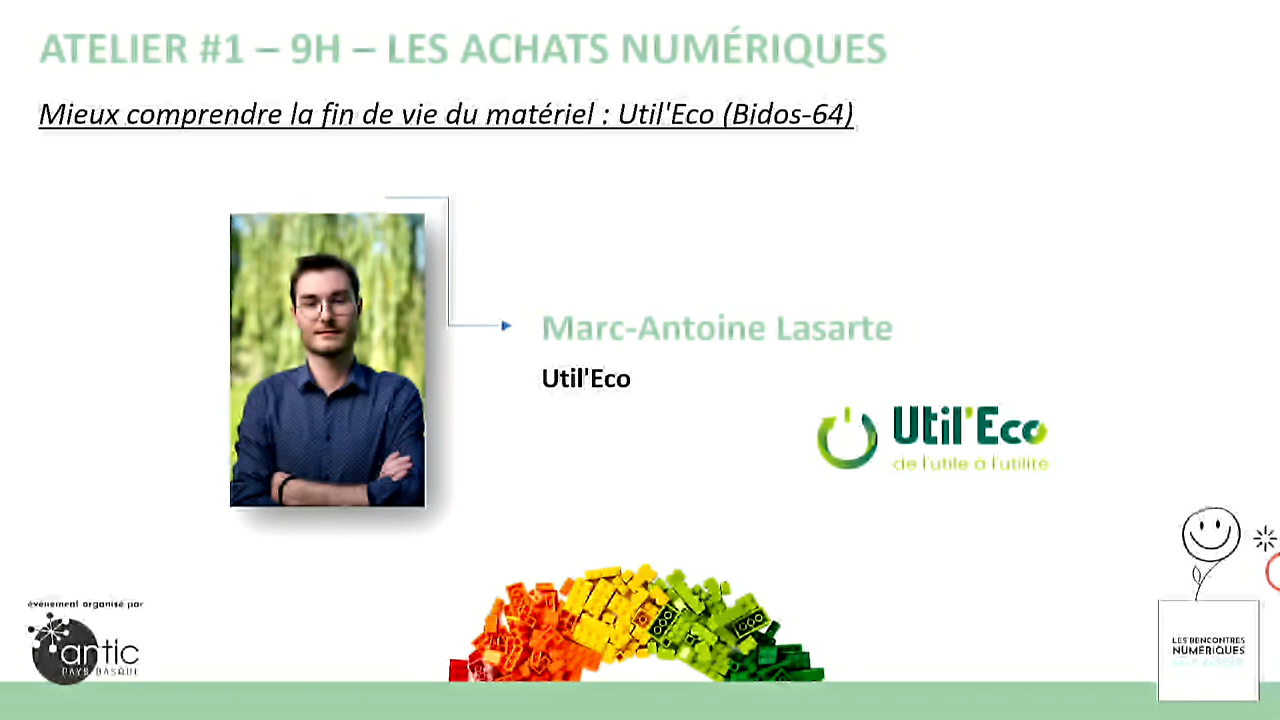 ATELIER #1 – 9H – LES ACHATS NUMÉRIQUES
Mieux comprendre la fin de vie du matériel : Util'Eco (Bidos-64)
Marc-Antoine Lasarte
Util'Eco
Util'Eco
de l'utile à l'utilité
événement organisé par
antic
PAYS BASQUE
LES RENCONTRES
NUMÉRIQUES